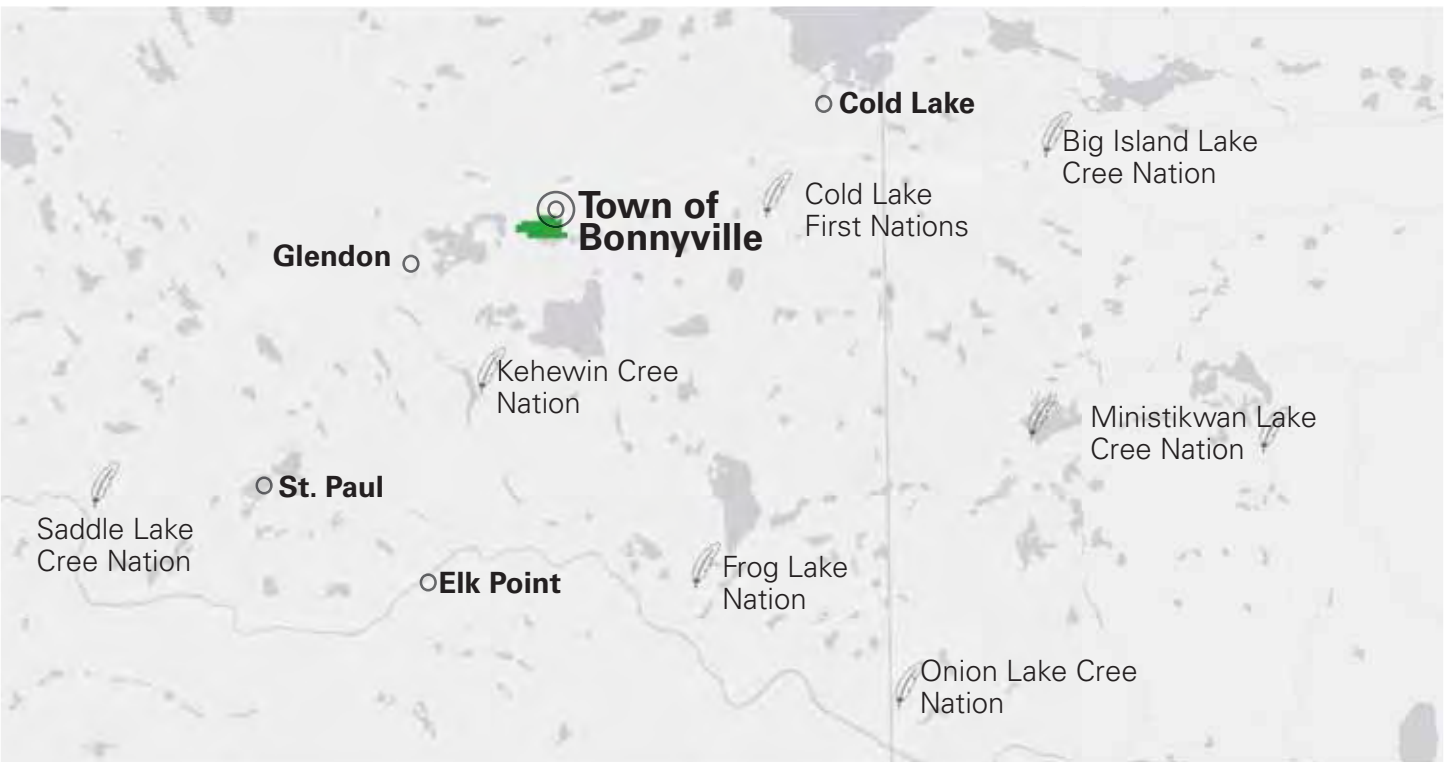 Cold Lake
Big Island Lake
Cree Nation
Cold Lake
First Nations
Town of
Bonnyville
Glendon
Kehewin Cree
Nation
Ministikwan Lake
Cree Nation
St. Paul
Saddle Lake
Cree Nation
Elk Point
Frog Lake
Nation
Onion Lake Cree
Nation